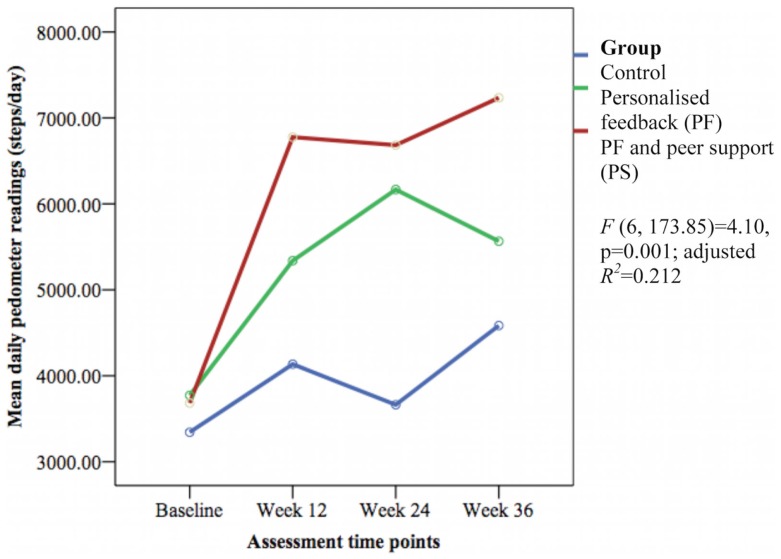 Mean daily pedometer readings (steps/day)
8000.00
7000.00
6000.00
5000.00
4000.00
3000.00
Baseline Week 12 Week 24 Week 36
Assessment time points
Group
Control
Personalised
feedback (PF)
PF and peer support
(PS)
F (6, 173.85)=4.10,
p=0.001; adjusted
R²=0.212